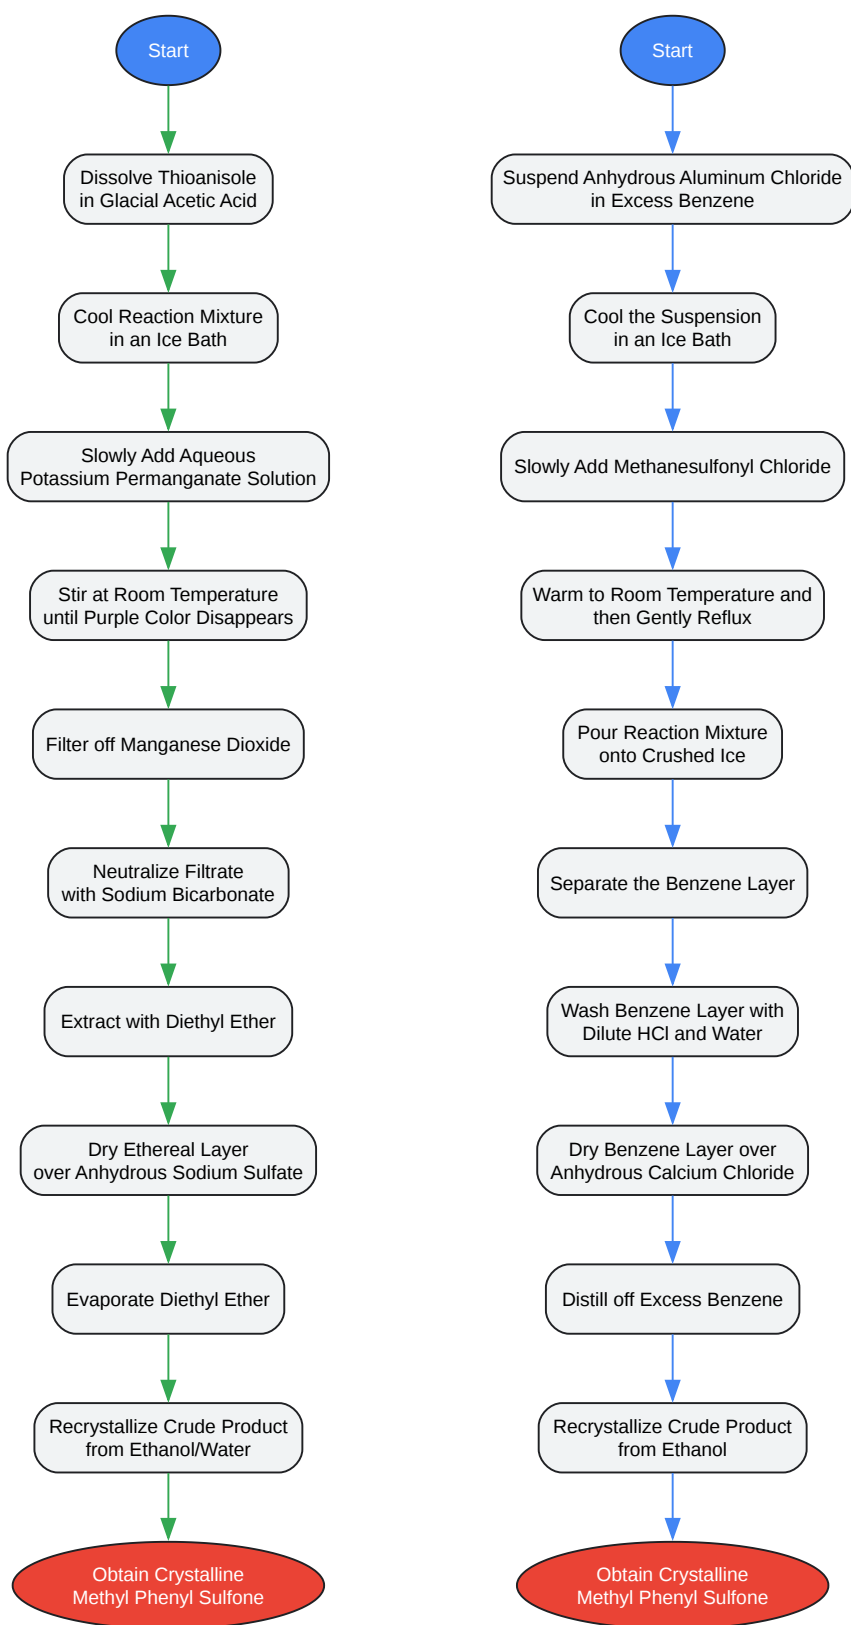 Start
Dissolve Thioanisole
in Glacial Acetic Acid
Cool Reaction Mixture
in an Ice Bath
Slowly Add Aqueous
Potassium Permanganate Solution
Stir at Room Temperature
until Purple Color Disappears
Filter off Manganese Dioxide
Neutralize Filtrate
with Sodium Bicarbonate
Extract with Diethyl Ether
Dry Ethereal Layer
over Anhydrous Sodium Sulfate
Evaporate Diethyl Ether
Recrystallize Crude Product
from Ethanol/Water
Obtain Crystalline
Methyl Phenyl Sulfone
Start
Suspend Anhydrous Aluminum Chloride
in Excess Benzene
Cool the Suspension
in an Ice Bath
Slowly Add Methanesulfonyl Chloride
Warm to Room Temperature and
then Gently Reflux
Pour Reaction Mixture
onto Crushed Ice
Separate the Benzene Layer
Wash Benzene Layer with
Dilute HCl and Water
Dry Benzene Layer over
Anhydrous Calcium Chloride
Distill off Excess Benzene
Recrystallize Crude Product
from Ethanol
Obtain Crystalline
Methyl Phenyl Sulfone